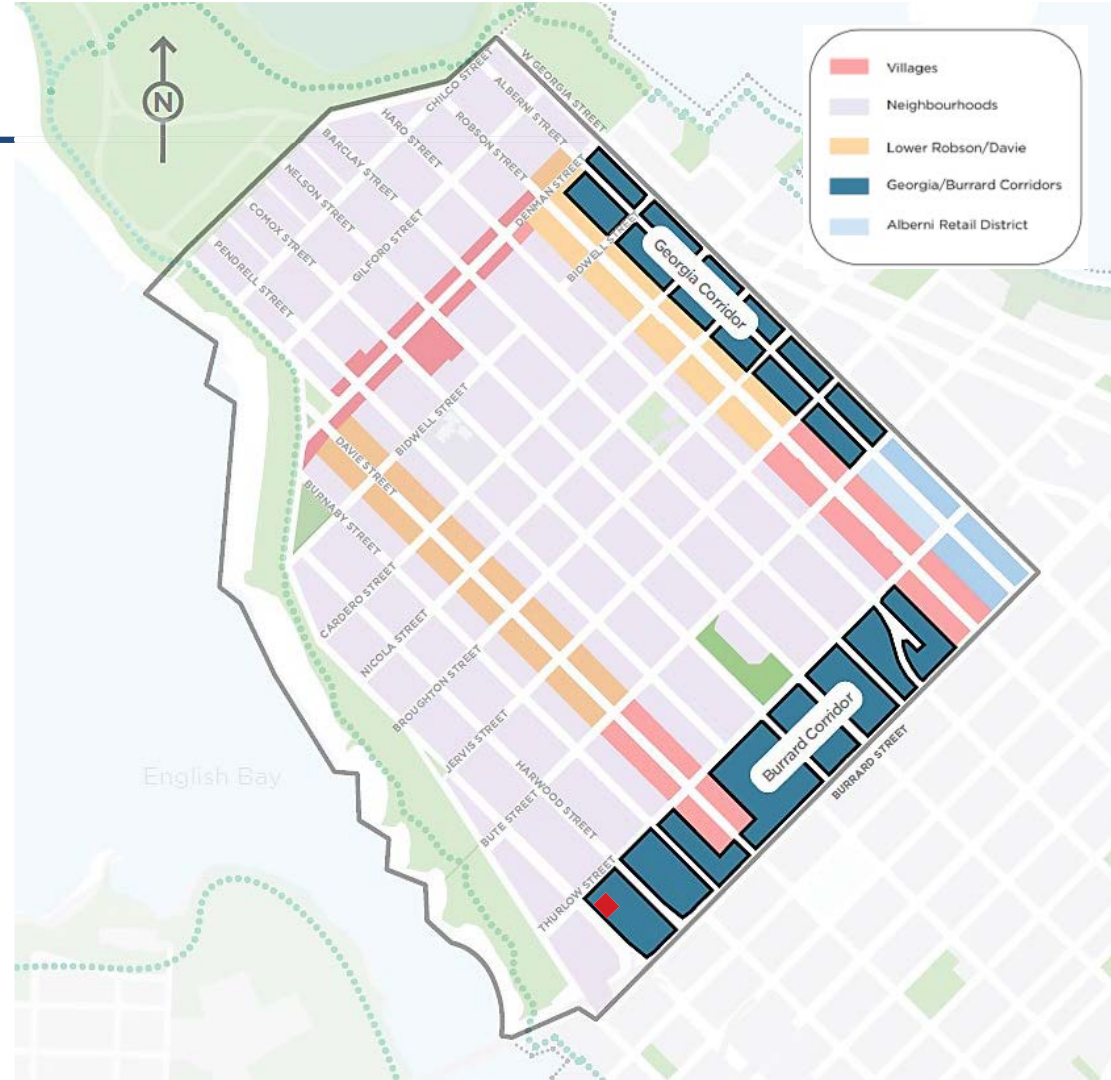 N
Villages
Neighbourhoods
Lower Robson/Davie
Georgia/Burrard Corridors
Alberni Retail District
W GEORGIA STREET
CHILCO STREET
ALBERNI STREET
ROBSON STREET
HARO STREET
BARCLAY STREET
NELSON STREET
COMOX STREET
PENDRELL STREET
GILFORD STREET
DENMAN STREET
BIDWELL STREET
Georgia Corridor
BIDWELL STREET
DAVIE STREET
BURNABY STREET
CARDERO STREET
NICOLA STREET
BROUGHTON STREET
JERVIS STREET
HARWOOD STREET
BUTE STREET
THURLOW STREET
Burrard Corridor
BURRARD STREET
English Bay